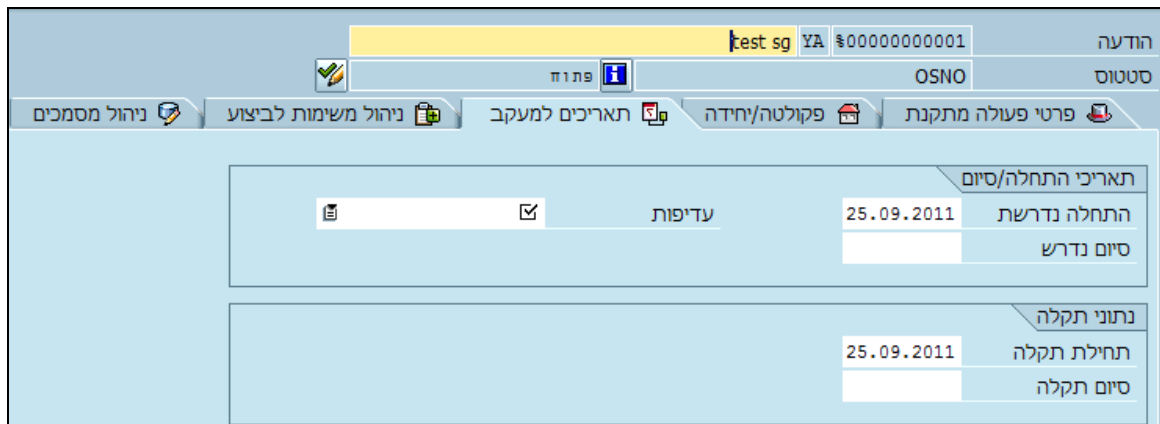 הודעה %00000000001 YA test sg
סטטוס OSNO פתוח
פרטי פעולה מתקנת פקולטה/יחידה תאריכים למעקב ניהול משימות לביצוע ניהול מסמכים
תאריכי התחלה/סיום
התחלה נדרשת 25.09.2011 עדיפות
סיום נדרש
נתוני תקלה
תחילת תקלה 25.09.2011
סיום תקלה